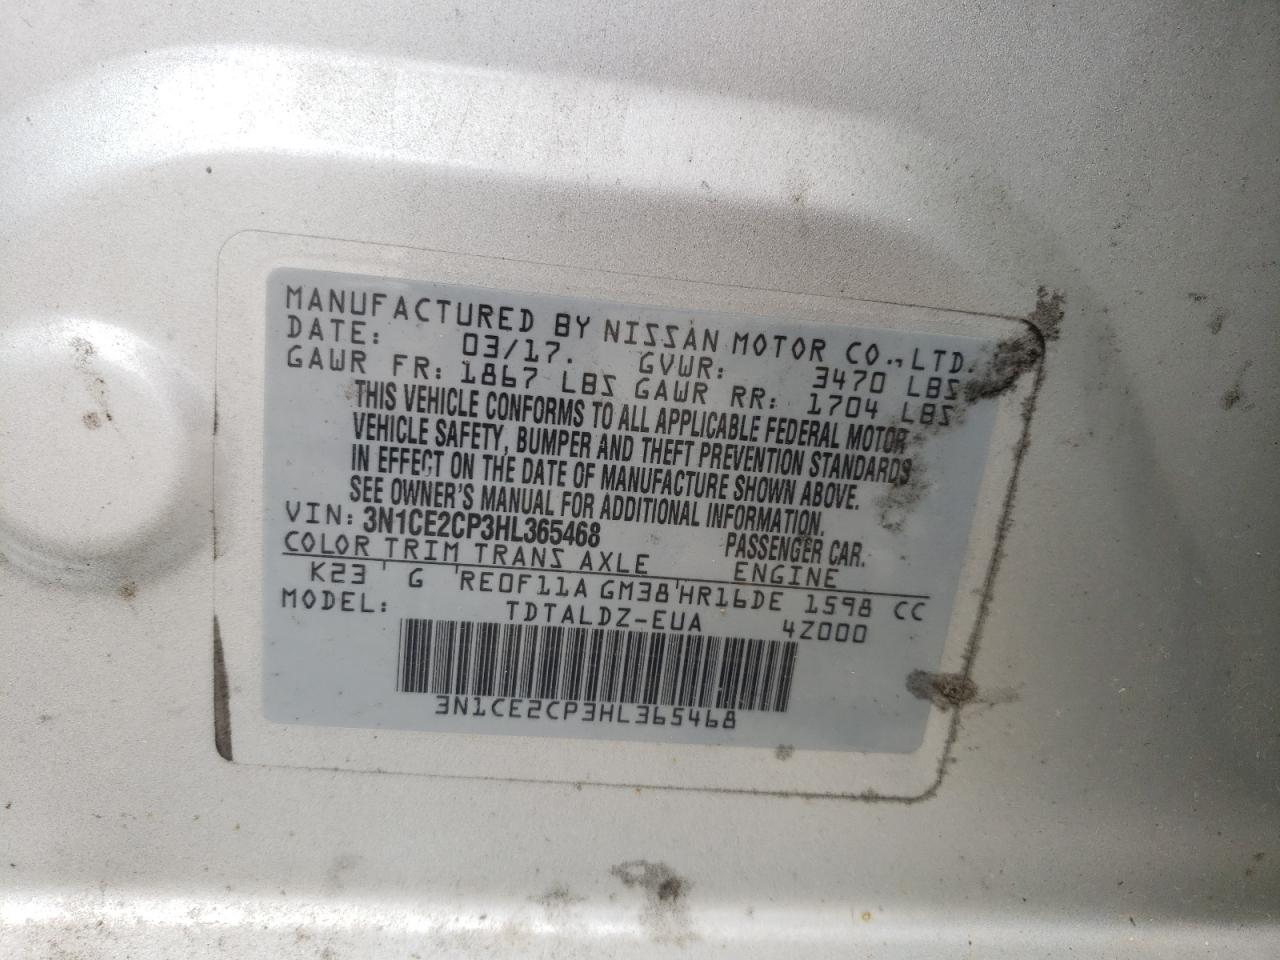 MANUFACTURED BY NISSAN MOTOR CO., LTD.
DATE: 03/17. GVWR: 3470 LBS
GAWR FR: 1867 LBS GAWR RR: 1704 LBS
THIS VEHICLE CONFORMS TO ALL APPLICABLE FEDERAL MOTOR
VEHICLE SAFETY, BUMPER AND THEFT PREVENTION STANDARDS
IN EFFECT ON THE DATE OF MANUFACTURE SHOWN ABOVE.
SEE OWNER'S MANUAL FOR ADDITIONAL INFORMATION.
VIN: 3N1CE2CP3HL365468 PASSENGER CAR.
COLOR TRIM TRANS AXLE ENGINE
K23 ' G 'RE0F11A GM38'HR16DE 1598 CC
MODEL: TDTALDZ-EUA 4Z000
3N1CE2CP3HL365468